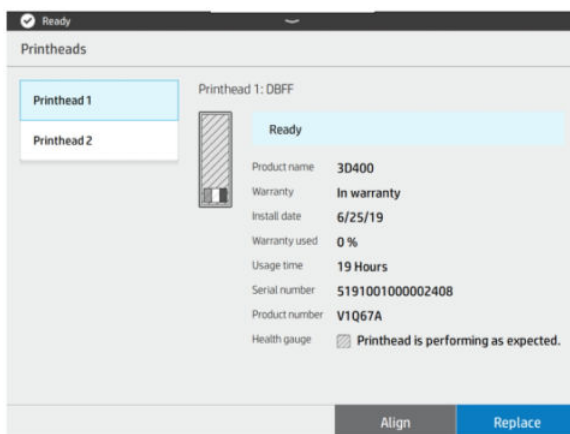 Ready
Printheads
Printhead 1
Printhead 2
Printhead 1: DBFF
Ready
Product name 3D400
Warranty In warranty
Install date 6/25/19
Warranty used 0 %
Usage time 19 Hours
Serial number 5191001000002408
Product number V1Q67A
Health gauge Printhead is performing as expected.
Align Replace